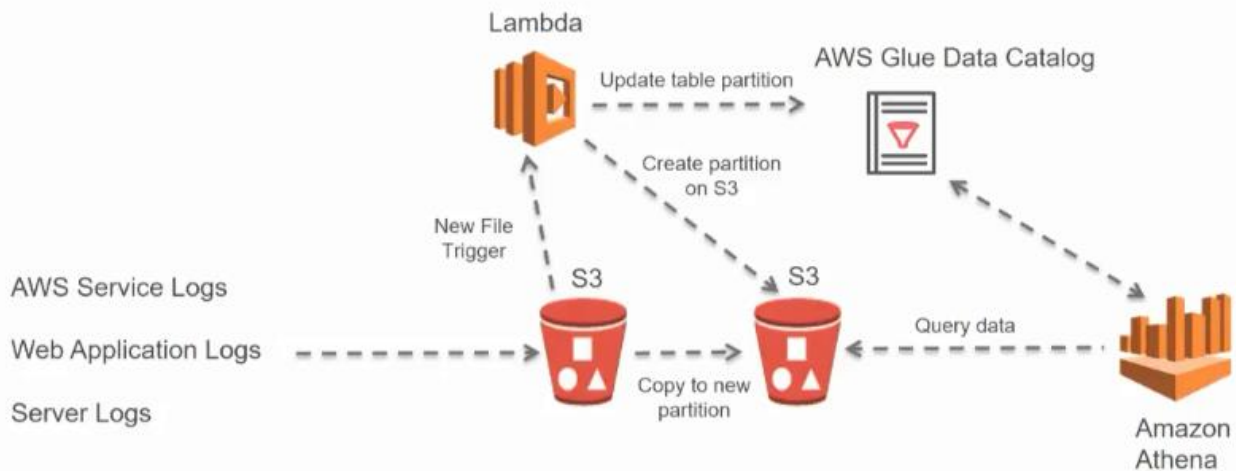 Lambda
AWS Glue Data Catalog
Update table partition
Create partition
on S3
New File
Trigger
S3
S3
AWS Service Logs
Web Application Logs
Server Logs
Query data
Copy to new
partition
Amazon
Athena